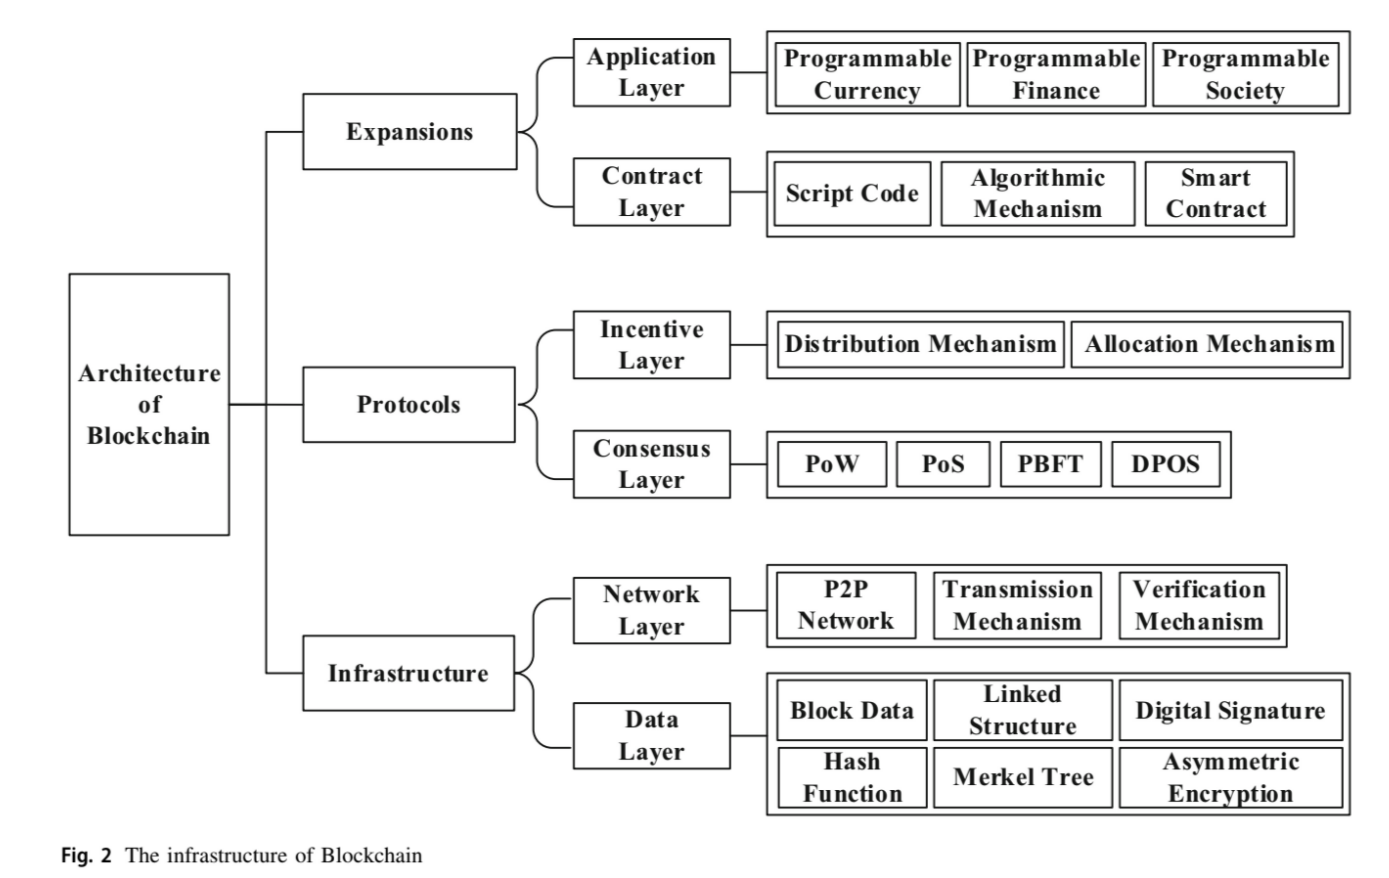 Architecture
of
Blockchain
Expansions
Application
Layer
Programmable
Currency
Programmable
Finance
Programmable
Society
Contract
Layer
Script Code
Algorithmic
Mechanism
Smart
Contract
Protocols
Incentive
Layer
Distribution Mechanism
Allocation Mechanism
Consensus
Layer
PoW
PoS
PBFT
DPOS
Infrastructure
Network
Layer
P2P
Network
Transmission
Mechanism
Verification
Mechanism
Data
Layer
Block Data
Linked
Structure
Digital Signature
Hash
Function
Merkel Tree
Asymmetric
Encryption
Fig. 2 The infrastructure of Blockchain